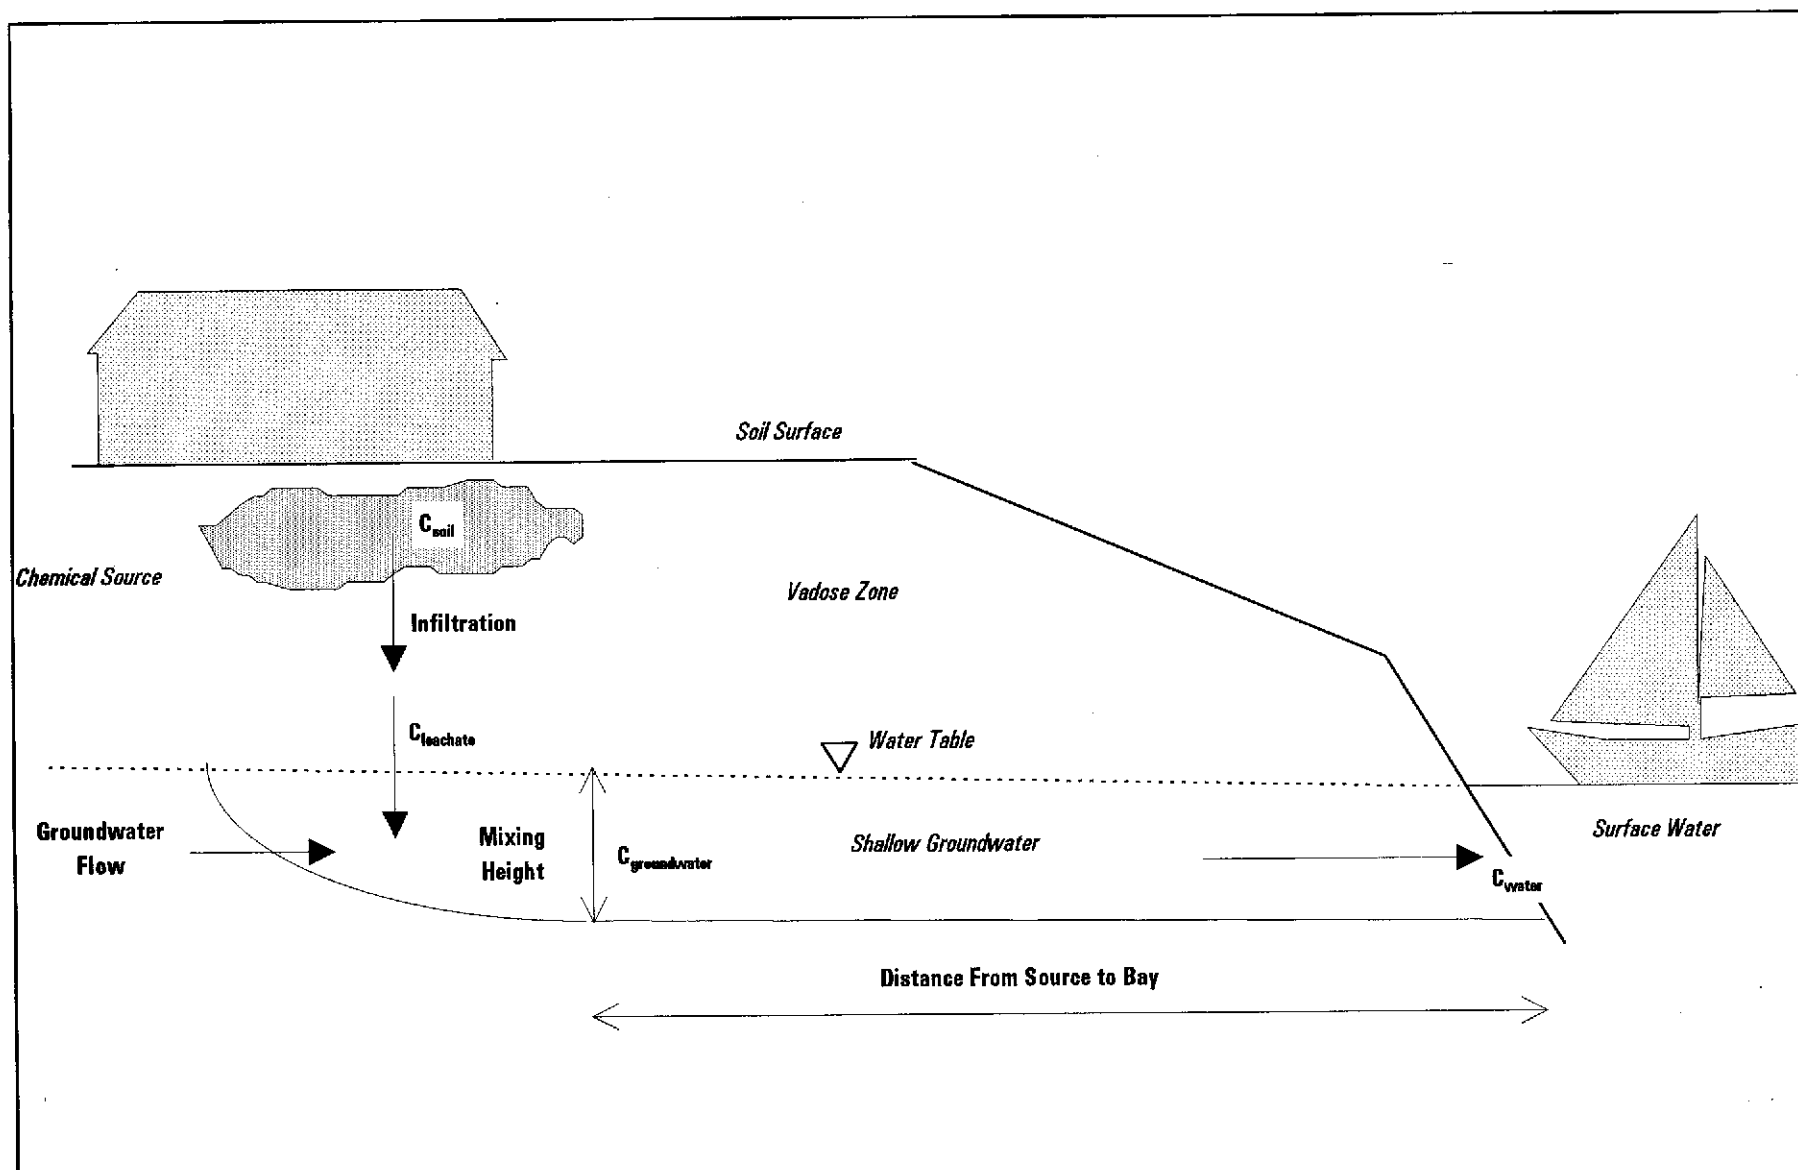 Soil Surface
C_soil
Chemical Source
Vadose Zone
Infiltration
C_leachate
Water Table
Groundwater
Flow
Mixing
Height
C_groundwater
Shallow Groundwater
Surface Water
C_water
Distance From Source to Bay